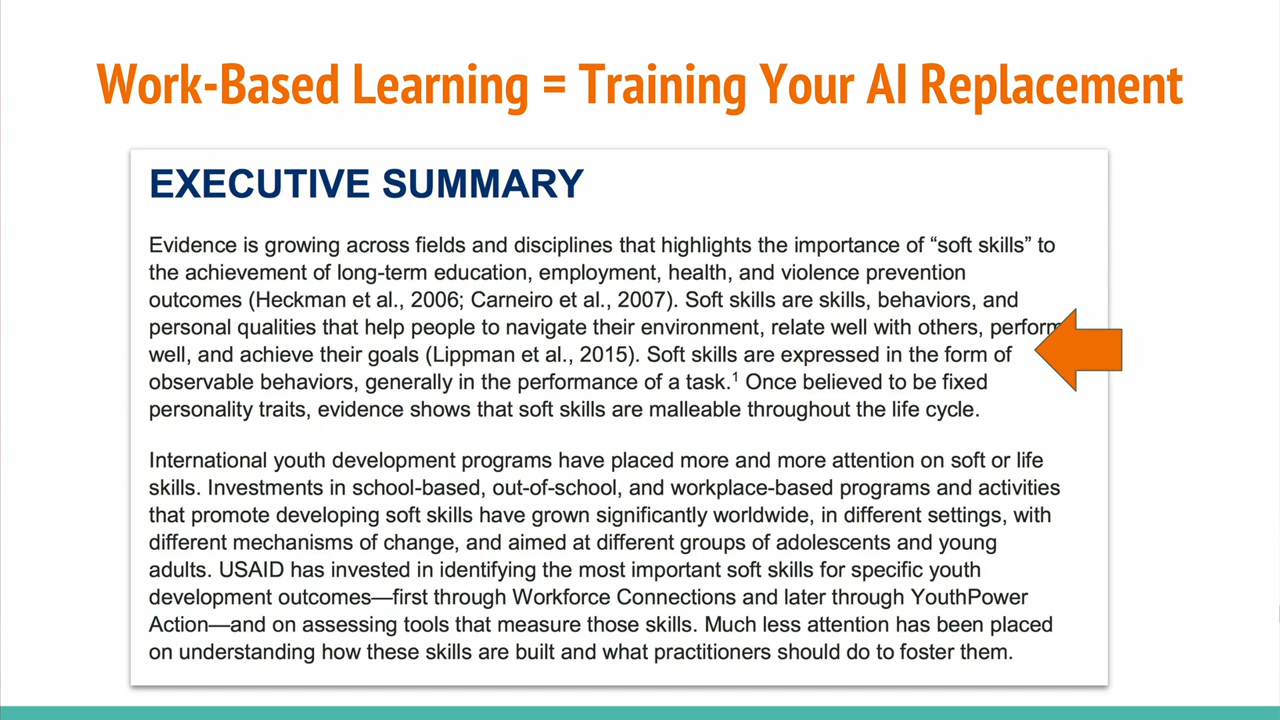 Work-Based Learning = Training Your AI Replacement
EXECUTIVE SUMMARY
Evidence is growing across fields and disciplines that highlights the importance of “soft skills” to
the achievement of long-term education, employment, health, and violence prevention
outcomes (Heckman et al., 2006; Carneiro et al., 2007). Soft skills are skills, behaviors, and
personal qualities that help people to navigate their environment, relate well with others, perform
well, and achieve their goals (Lippman et al., 2015). Soft skills are expressed in the form of
observable behaviors, generally in the performance of a task.¹ Once believed to be fixed
personality traits, evidence shows that soft skills are malleable throughout the life cycle.
International youth development programs have placed more and more attention on soft or life
skills. Investments in school-based, out-of-school, and workplace-based programs and activities
that promote developing soft skills have grown significantly worldwide, in different settings, with
different mechanisms of change, and aimed at different groups of adolescents and young
adults. USAID has invested in identifying the most important soft skills for specific youth
development outcomes—first through Workforce Connections and later through YouthPower
Action—and on assessing tools that measure those skills. Much less attention has been placed
on understanding how these skills are built and what practitioners should do to foster them.